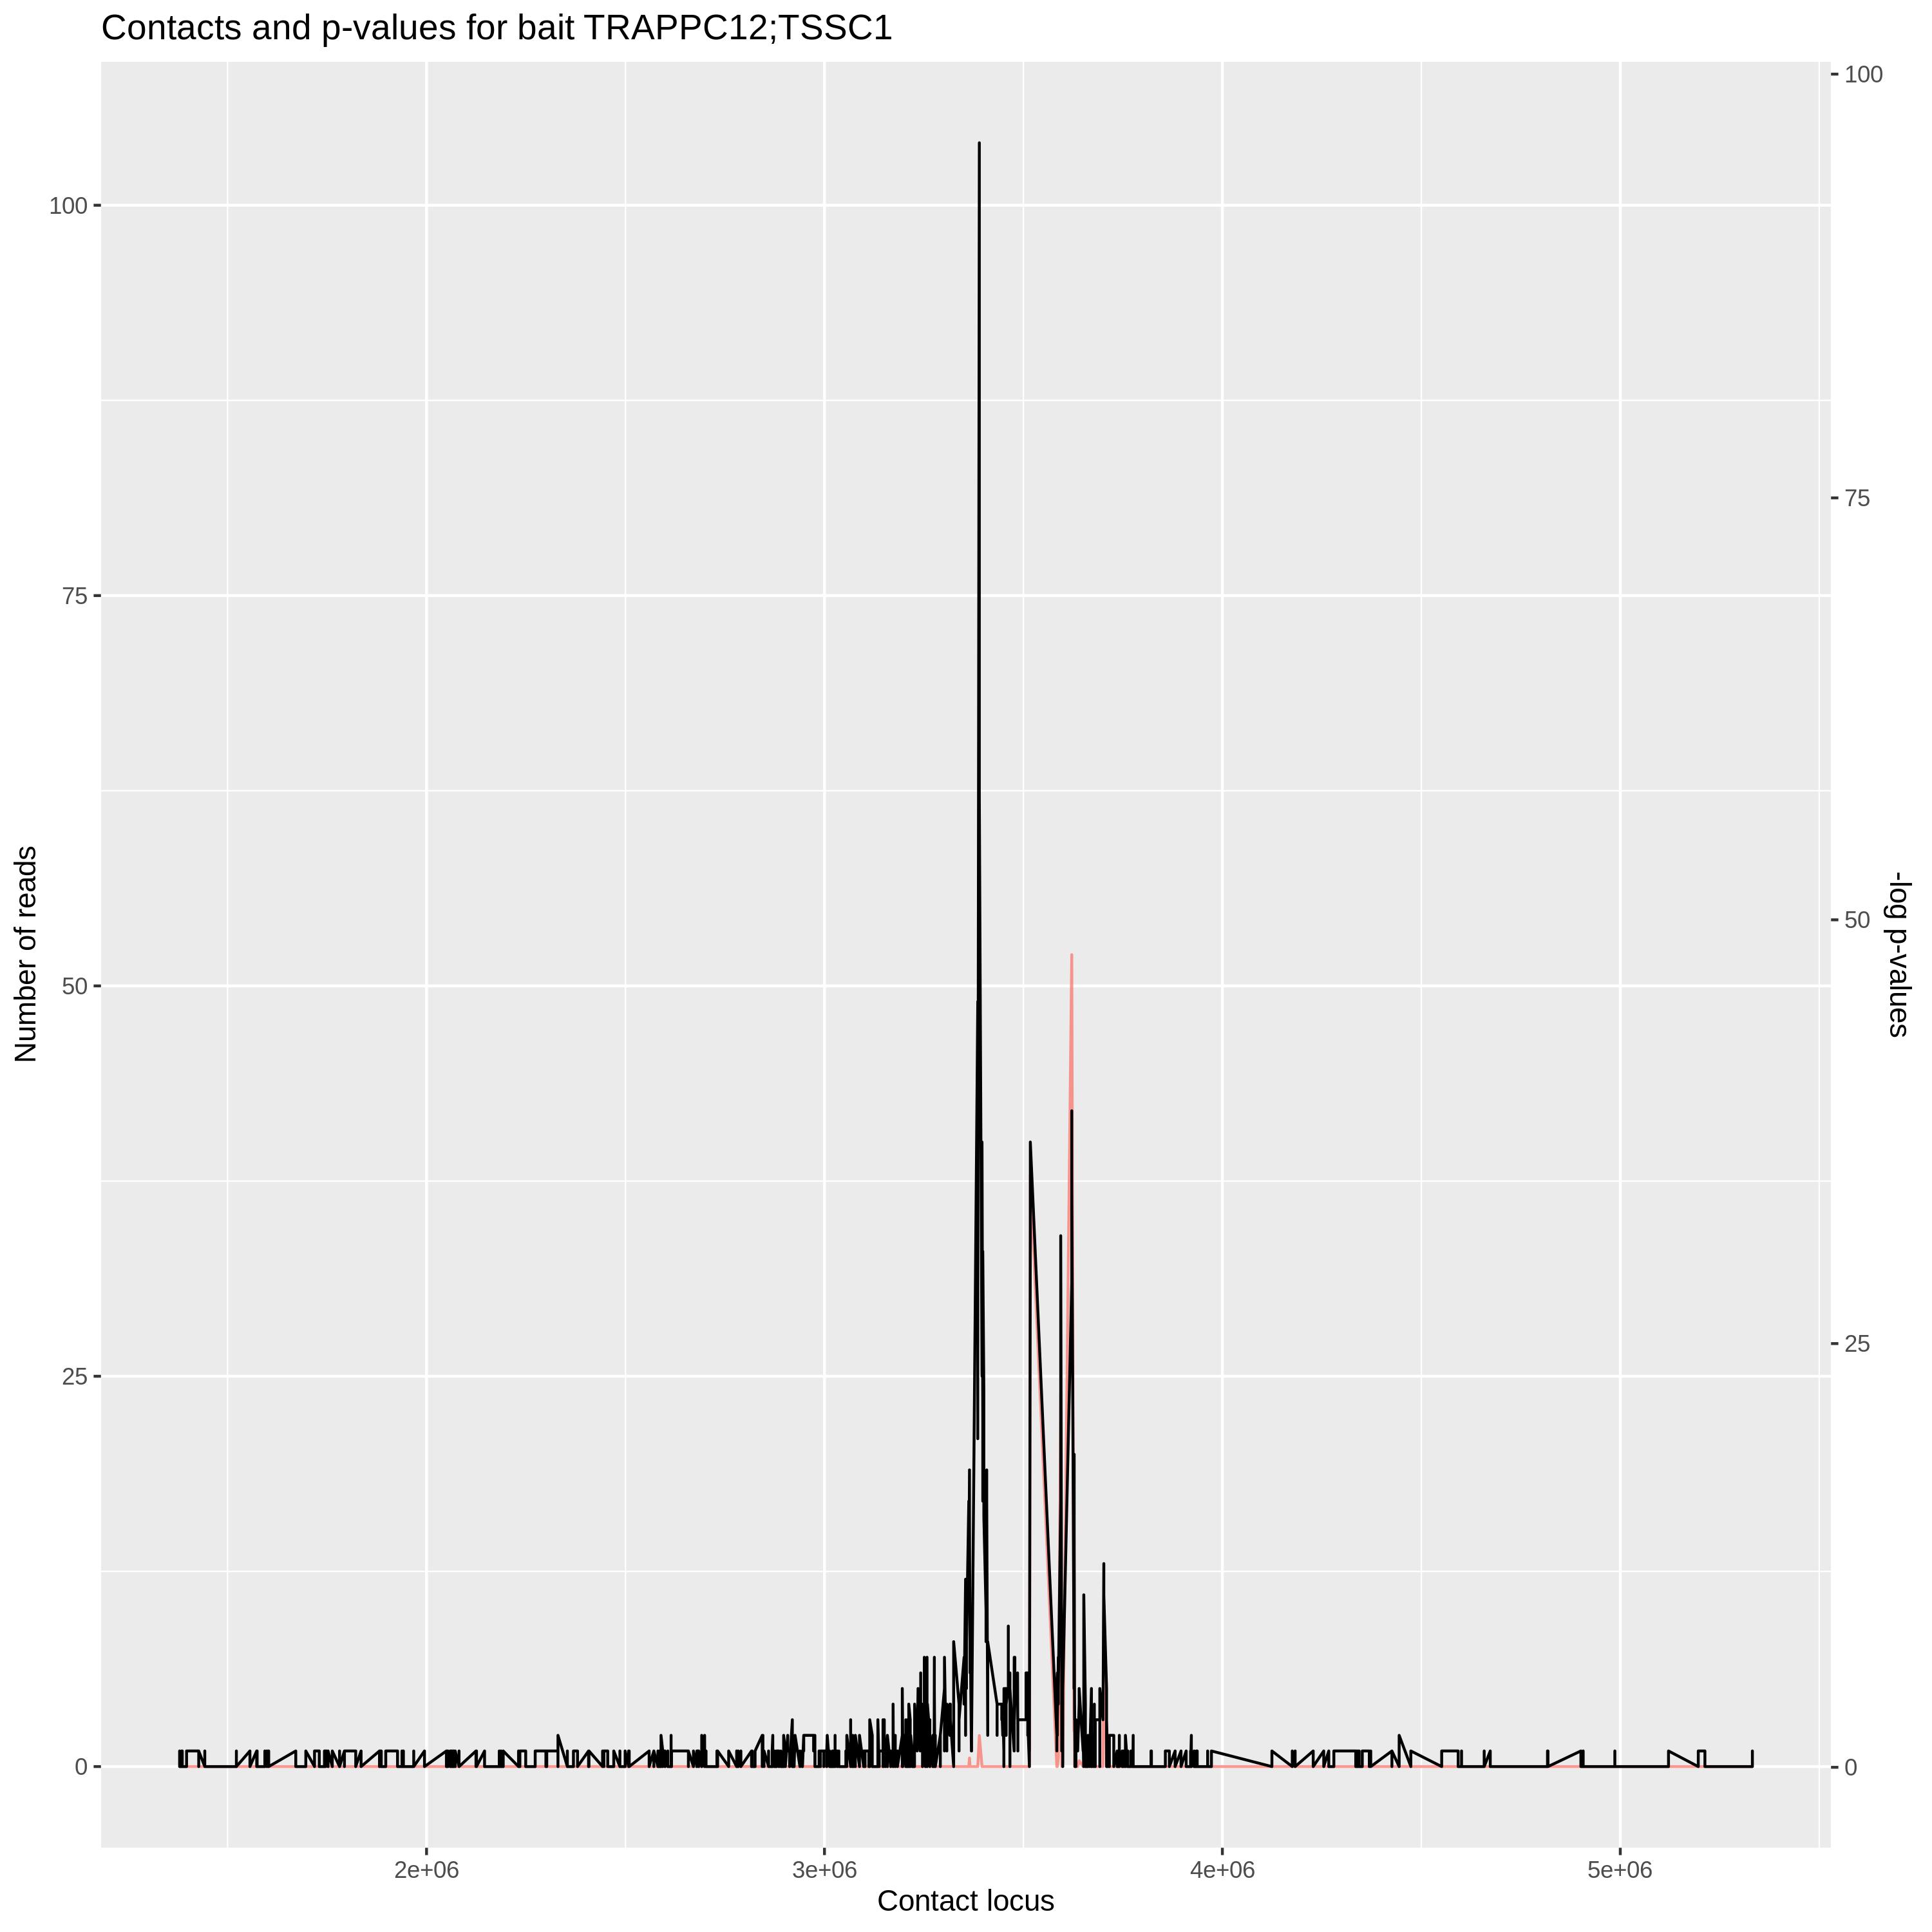 Contacts and p-values for bait TRAPPC12;TSSC1
100
75
50
25
0
Number of reads
100
75
50
25
0
-log p-values
2e+06
3e+06
4e+06
5e+06
Contact locus